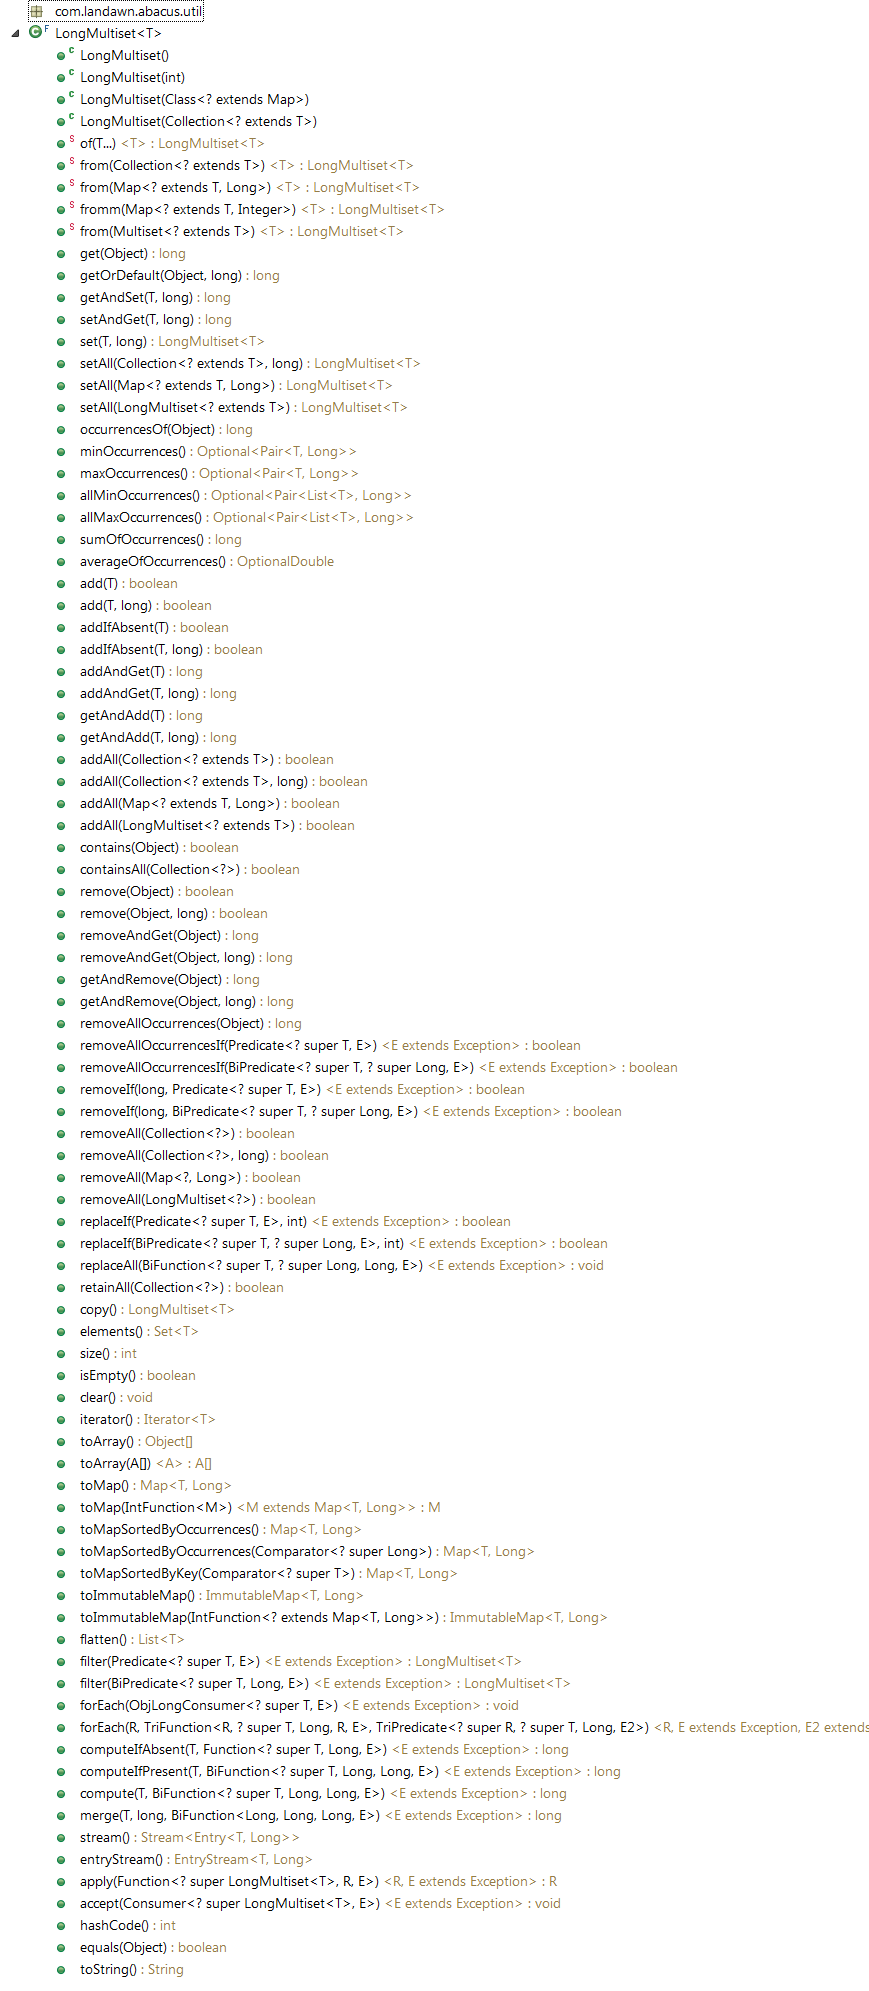 com.landawn.abacus.util
LongMultiset<T>
LongMultiset()
LongMultiset(int)
LongMultiset(Class<? extends Map>)
LongMultiset(Collection<? extends T>)
of(T...) <T> : LongMultiset<T>
from(Collection<? extends T>) <T> : LongMultiset<T>
from(Map<? extends T, Long>) <T> : LongMultiset<T>
fromm(Map<? extends T, Integer>) <T> : LongMultiset<T>
from(Multiset<? extends T>) <T> : LongMultiset<T>
get(Object) : long
getOrDefault(Object, long) : long
getAndSet(T, long) : long
setAndGet(T, long) : long
set(T, long) : LongMultiset<T>
setAll(Collection<? extends T>, long) : LongMultiset<T>
setAll(Map<? extends T, Long>) : LongMultiset<T>
setAll(LongMultiset<? extends T>) : LongMultiset<T>
occurrencesOf(Object) : long
minOccurrences() : Optional<Pair<T, Long>>
maxOccurrences() : Optional<Pair<T, Long>>
allMinOccurrences() : Optional<Pair<List<T>, Long>>
allMaxOccurrences() : Optional<Pair<List<T>, Long>>
sumOfOccurrences() : long
averageOfOccurrences() : OptionalDouble
add(T) : boolean
add(T, long) : boolean
addIfAbsent(T) : boolean
addIfAbsent(T, long) : boolean
addAndGet(T) : long
addAndGet(T, long) : long
getAndAdd(T) : long
getAndAdd(T, long) : long
addAll(Collection<? extends T>) : boolean
addAll(Collection<? extends T>, long) : boolean
addAll(Map<? extends T, Long>) : boolean
addAll(LongMultiset<? extends T>) : boolean
contains(Object) : boolean
containsAll(Collection<?>) : boolean
remove(Object) : boolean
remove(Object, long) : boolean
removeAndGet(Object) : long
removeAndGet(Object, long) : long
getAndRemove(Object) : long
getAndRemove(Object, long) : long
removeAllOccurrences(Object) : long
removeAllOccurrencesIf(Predicate<? super T, E>) <E extends Exception> : boolean
removeAllOccurrencesIf(BiPredicate<? super T, ? super Long, E>) <E extends Exception> : boolean
removeIf(long, Predicate<? super T, E>) <E extends Exception> : boolean
removeIf(long, BiPredicate<? super T, ? super Long, E>) <E extends Exception> : boolean
removeAll(Collection<?>) : boolean
removeAll(Collection<?>, long) : boolean
removeAll(Map<?, Long>) : boolean
removeAll(LongMultiset<?>) : boolean
replaceIf(Predicate<? super T, E>, int) <E extends Exception> : boolean
replaceIf(BiPredicate<? super T, ? super Long, E>, int) <E extends Exception> : boolean
replaceAll(BiFunction<? super T, ? super Long, Long, E>) <E extends Exception> : void
retainAll(Collection<?>) : boolean
copy() : LongMultiset<T>
elements() : Set<T>
size() : int
isEmpty() : boolean
clear() : void
iterator() : Iterator<T>
toArray() : Object[]
toArray(A[]) <A> : A[]
toMap() : Map<T, Long>
toMap(IntFunction<M>) <M extends Map<T, Long>> : M
toMapSortedByOccurrences() : Map<T, Long>
toMapSortedByOccurrences(Comparator<? super Long>) : Map<T, Long>
toMapSortedByKey(Comparator<? super T>) : Map<T, Long>
toImmutableMap() : ImmutableMap<T, Long>
toImmutableMap(IntFunction<? extends Map<T, Long>>) : ImmutableMap<T, Long>
flatten() : List<T>
filter(Predicate<? super T, E>) <E extends Exception> : LongMultiset<T>
filter(BiPredicate<? super T, Long, E>) <E extends Exception> : LongMultiset<T>
forEach(ObjLongConsumer<? super T, E>) <E extends Exception> : void
forEach(R, TriFunction<R, ? super T, Long, R, E>, TriPredicate<? super R, ? super T, Long, E2>) <R, E extends Exception, E2 extends
computeIfAbsent(T, Function<? super T, Long, E>) <E extends Exception> : long
computeIfPresent(T, BiFunction<? super T, Long, Long, E>) <E extends Exception> : long
compute(T, BiFunction<? super T, Long, Long, E>) <E extends Exception> : long
merge(T, long, BiFunction<Long, Long, Long, E>) <E extends Exception> : long
stream() : Stream<Entry<T, Long>>
entryStream() : EntryStream<T, Long>
apply(Function<? super LongMultiset<T>, R, E>) <R, E extends Exception> : R
accept(Consumer<? super LongMultiset<T>, E>) <E extends Exception> : void
hashCode() : int
equals(Object) : boolean
toString() : String